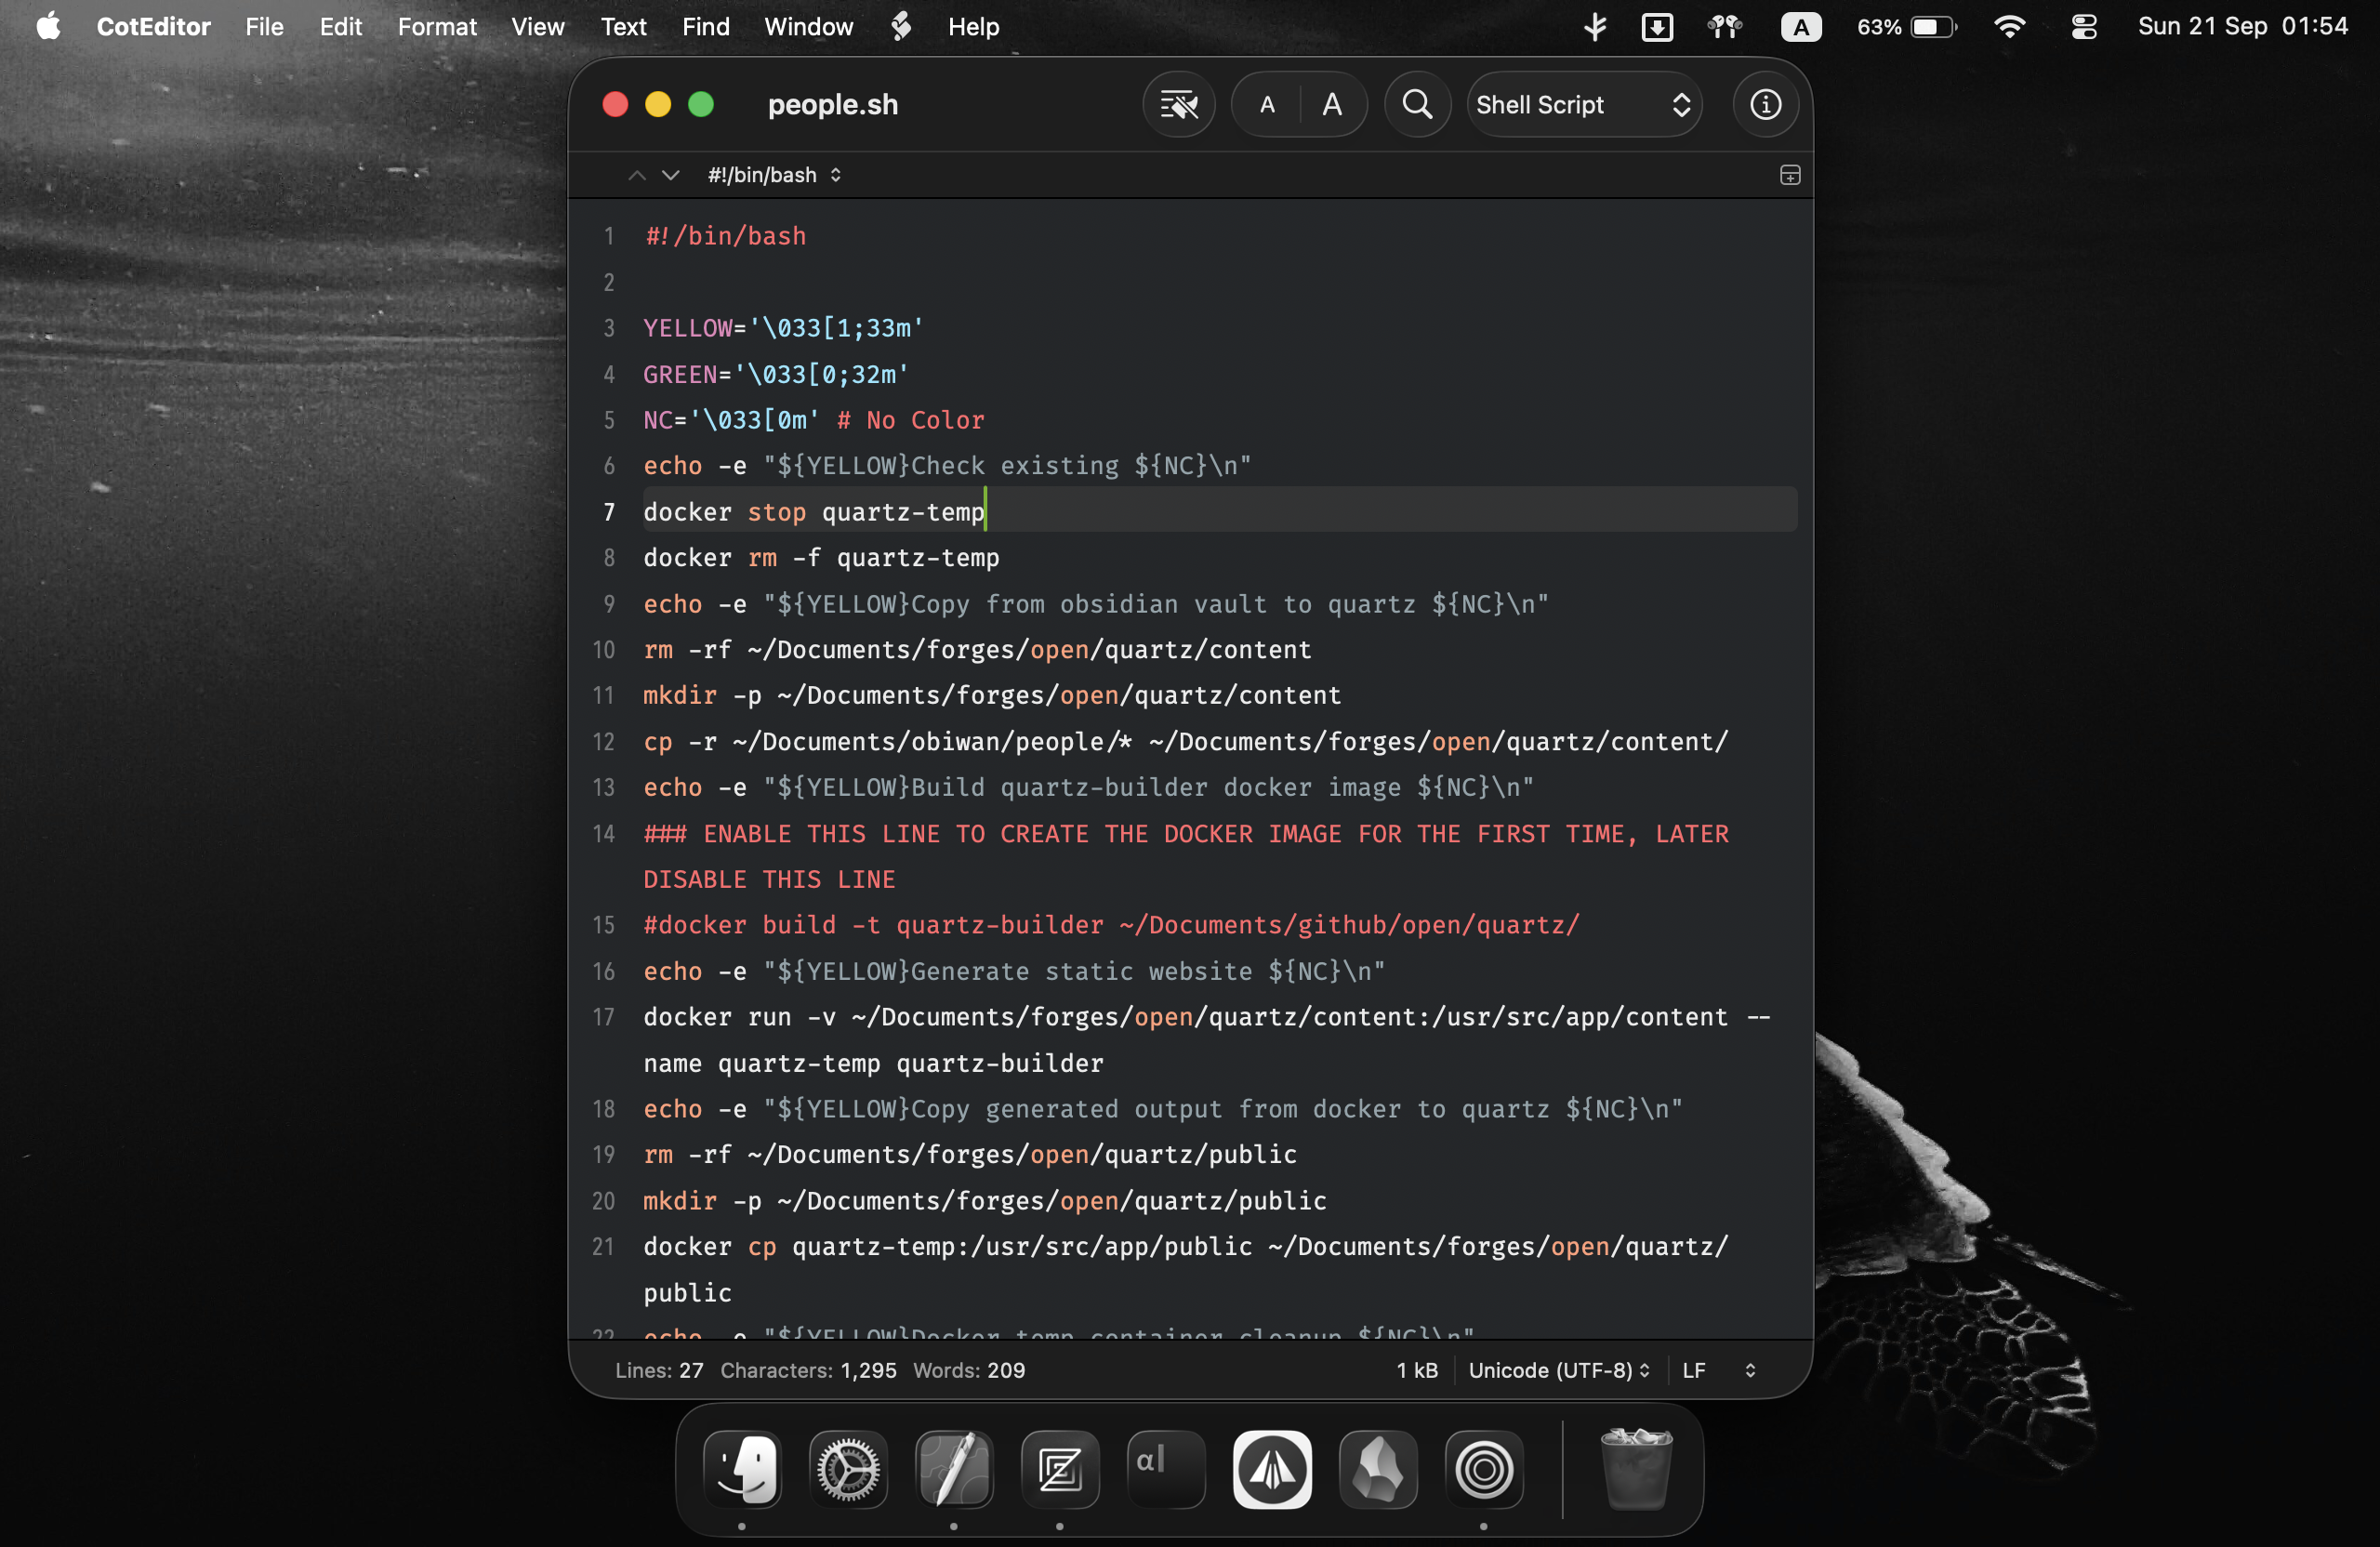 CotEditor File Edit Format View Text Find Window Help A 63% Sun 21 Sep 01:54
people.sh A A Shell Script
#!/bin/bash
1 #!/bin/bash
2
3 YELLOW='\033[1;33m'
4 GREEN='\033[0;32m'
5 NC='\033[0m' # No Color
6 echo -e "${YELLOW}Check existing ${NC}\n"
7 docker stop quartz-temp
8 docker rm -f quartz-temp
9 echo -e "${YELLOW}Copy from obsidian vault to quartz ${NC}\n"
10 rm -rf ~/Documents/forges/open/quartz/content
11 mkdir -p ~/Documents/forges/open/quartz/content
12 cp -r ~/Documents/obiwan/people/* ~/Documents/forges/open/quartz/content/
13 echo -e "${YELLOW}Build quartz-builder docker image ${NC}\n"
14 ### ENABLE THIS LINE TO CREATE THE DOCKER IMAGE FOR THE FIRST TIME, LATER
DISABLE THIS LINE
15 #docker build -t quartz-builder ~/Documents/github/open/quartz/
16 echo -e "${YELLOW}Generate static website ${NC}\n"
17 docker run -v ~/Documents/forges/open/quartz/content:/usr/src/app/content --
name quartz-temp quartz-builder
18 echo -e "${YELLOW}Copy generated output from docker to quartz ${NC}\n"
19 rm -rf ~/Documents/forges/open/quartz/public
20 mkdir -p ~/Documents/forges/open/quartz/public
21 docker cp quartz-temp:/usr/src/app/public ~/Documents/forges/open/quartz/
public
22 echo -e "${YELLOW}Docker temp container cleanup ${NC}\n"
Lines: 27 Characters: 1,295 Words: 209 1 kB Unicode (UTF-8) LF
αl